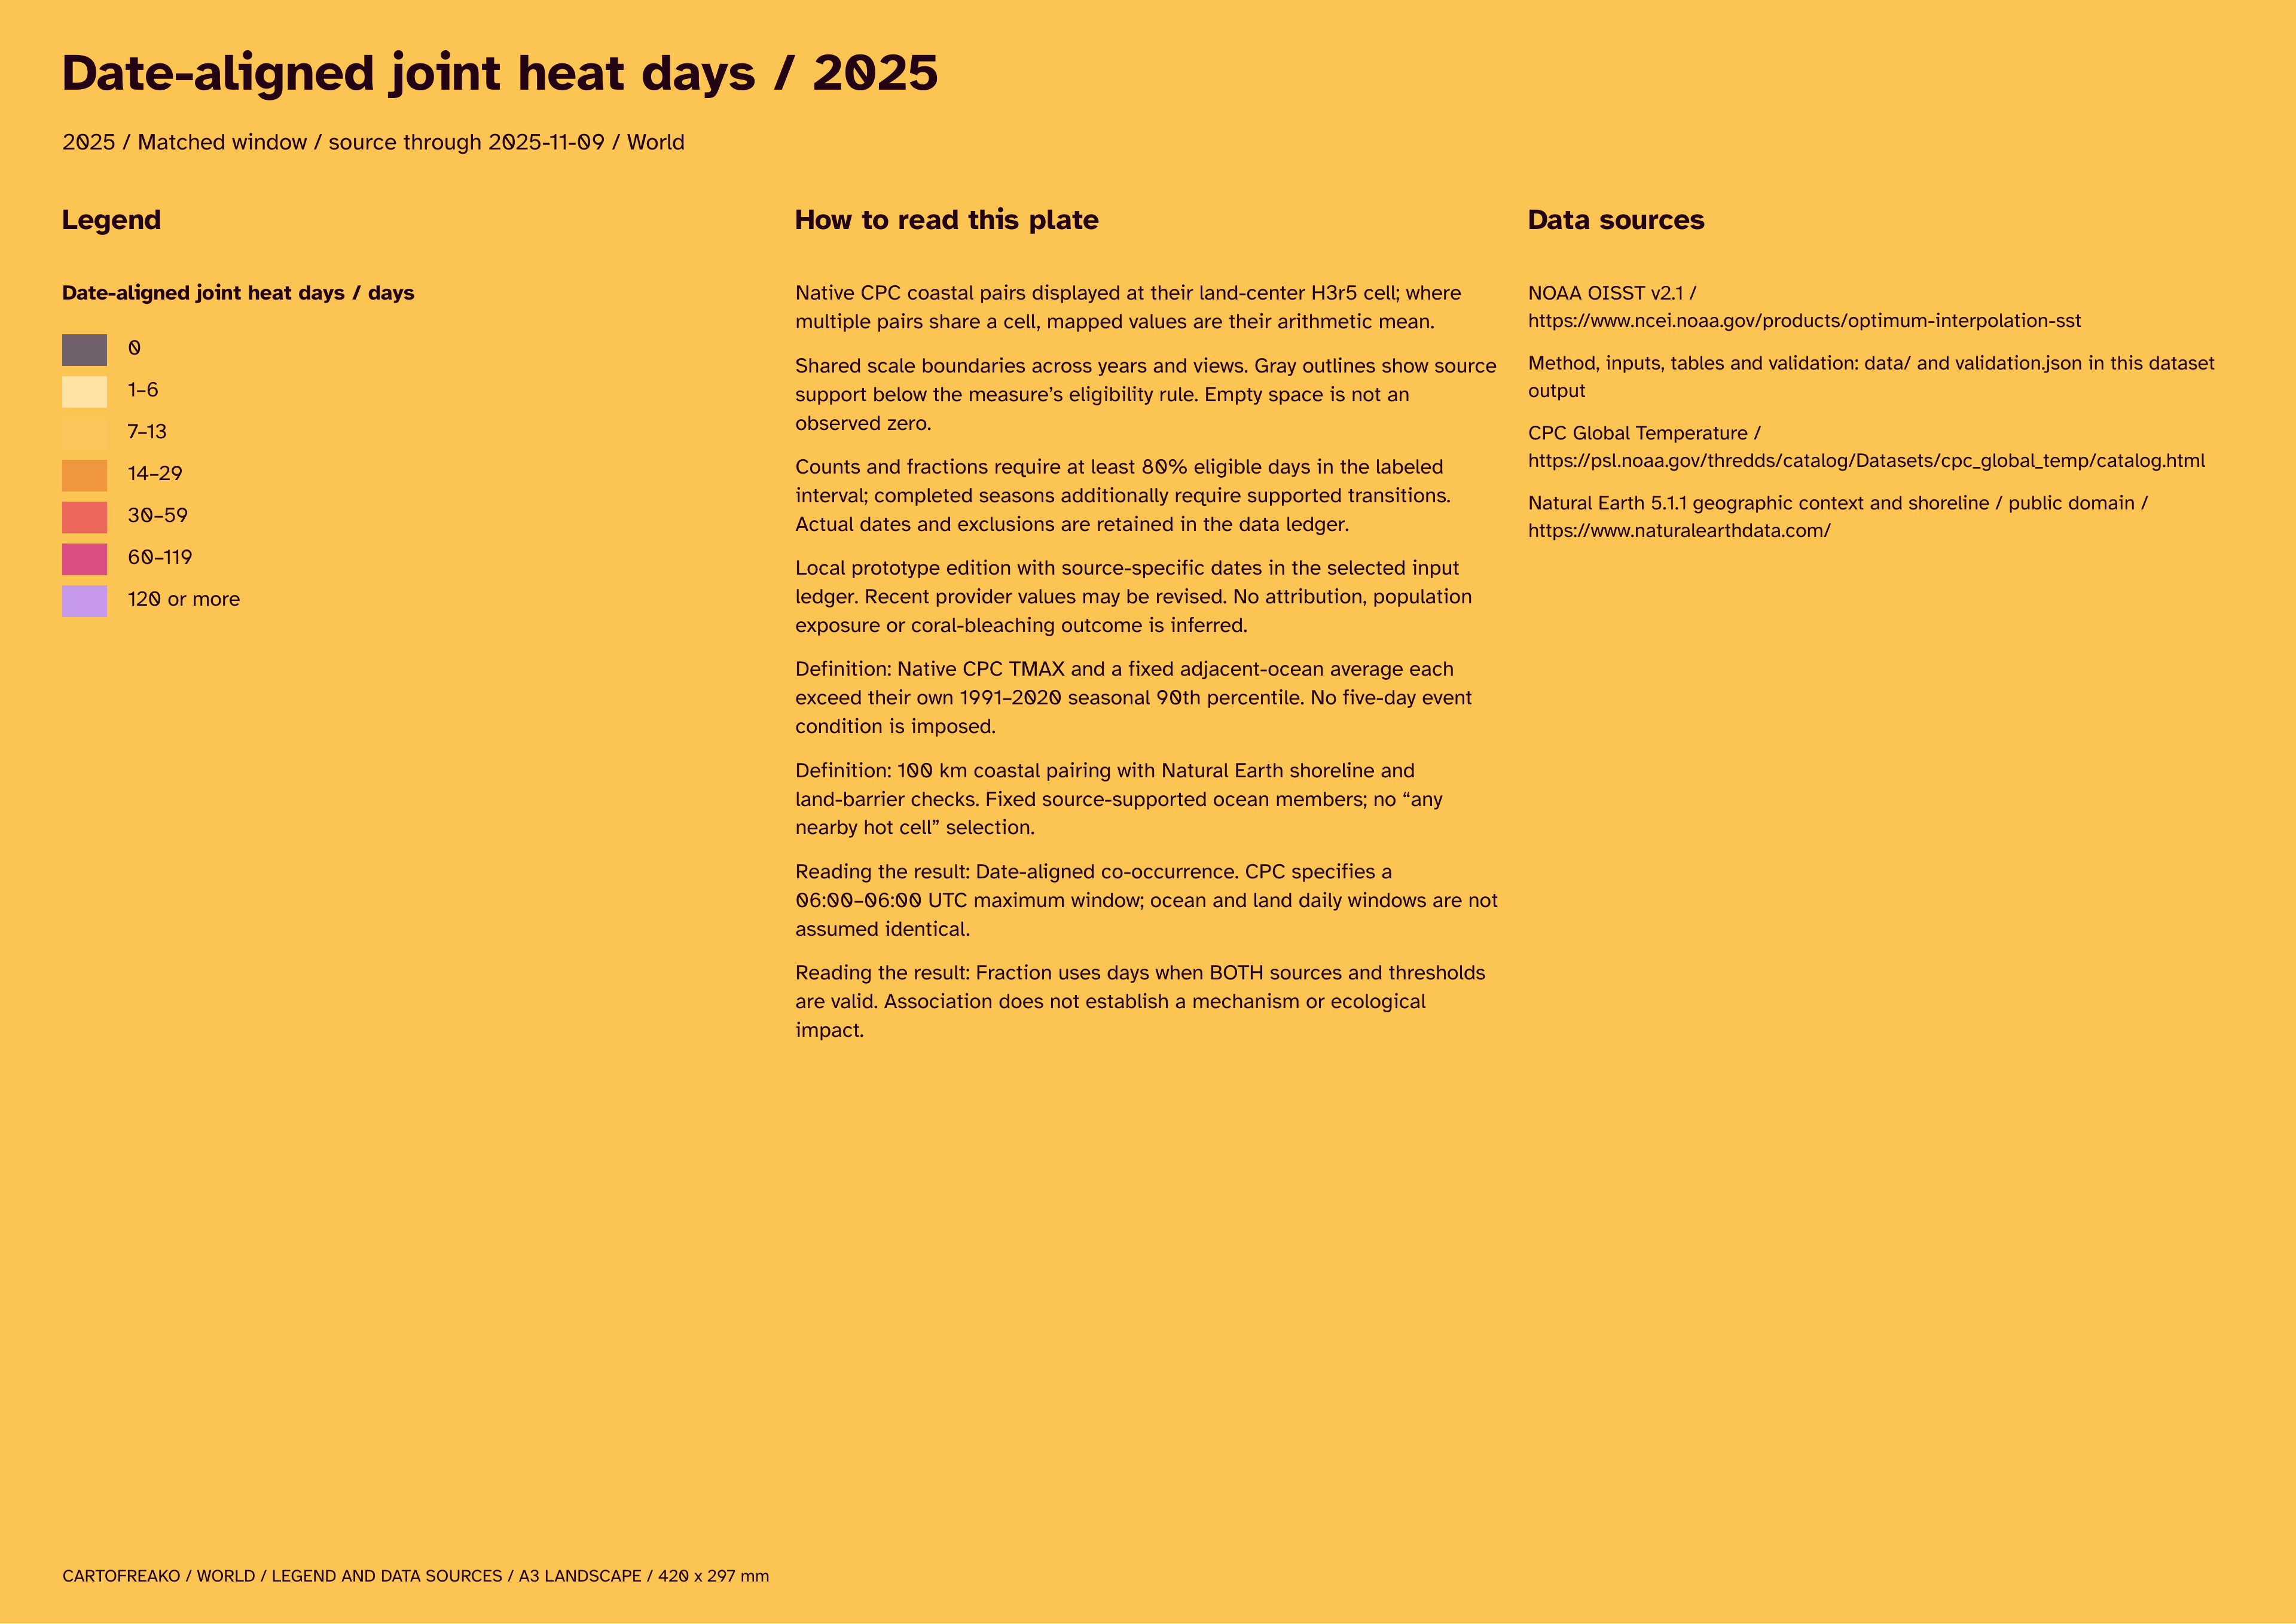 Date-aligned joint heat days / 2025
2025 / Matched window / source through 2025-11-09 / World
Legend
Date-aligned joint heat days / days
0
1–6
7–13
14–29
30–59
60–119
120 or more
How to read this plate
Native CPC coastal pairs displayed at their land-center H3r5 cell; where
multiple pairs share a cell, mapped values are their arithmetic mean.
Shared scale boundaries across years and views. Gray outlines show source
support below the measure’s eligibility rule. Empty space is not an
observed zero.
Counts and fractions require at least 80% eligible days in the labeled
interval; completed seasons additionally require supported transitions.
Actual dates and exclusions are retained in the data ledger.
Local prototype edition with source-specific dates in the selected input
ledger. Recent provider values may be revised. No attribution, population
exposure or coral-bleaching outcome is inferred.
Definition: Native CPC TMAX and a fixed adjacent-ocean average each
exceed their own 1991–2020 seasonal 90th percentile. No five-day event
condition is imposed.
Definition: 100 km coastal pairing with Natural Earth shoreline and
land-barrier checks. Fixed source-supported ocean members; no “any
nearby hot cell” selection.
Reading the result: Date-aligned co-occurrence. CPC specifies a
06:00–06:00 UTC maximum window; ocean and land daily windows are not
assumed identical.
Reading the result: Fraction uses days when BOTH sources and thresholds
are valid. Association does not establish a mechanism or ecological
impact.
Data sources
NOAA OISST v2.1 /
https://www.ncei.noaa.gov/products/optimum-interpolation-sst
Method, inputs, tables and validation: data/ and validation.json in this dataset
output
CPC Global Temperature /
https://psl.noaa.gov/thredds/catalog/Datasets/cpc_global_temp/catalog.html
Natural Earth 5.1.1 geographic context and shoreline / public domain /
https://www.naturalearthdata.com/
CARTOFREAKO / WORLD / LEGEND AND DATA SOURCES / A3 LANDSCAPE / 420 x 297 mm